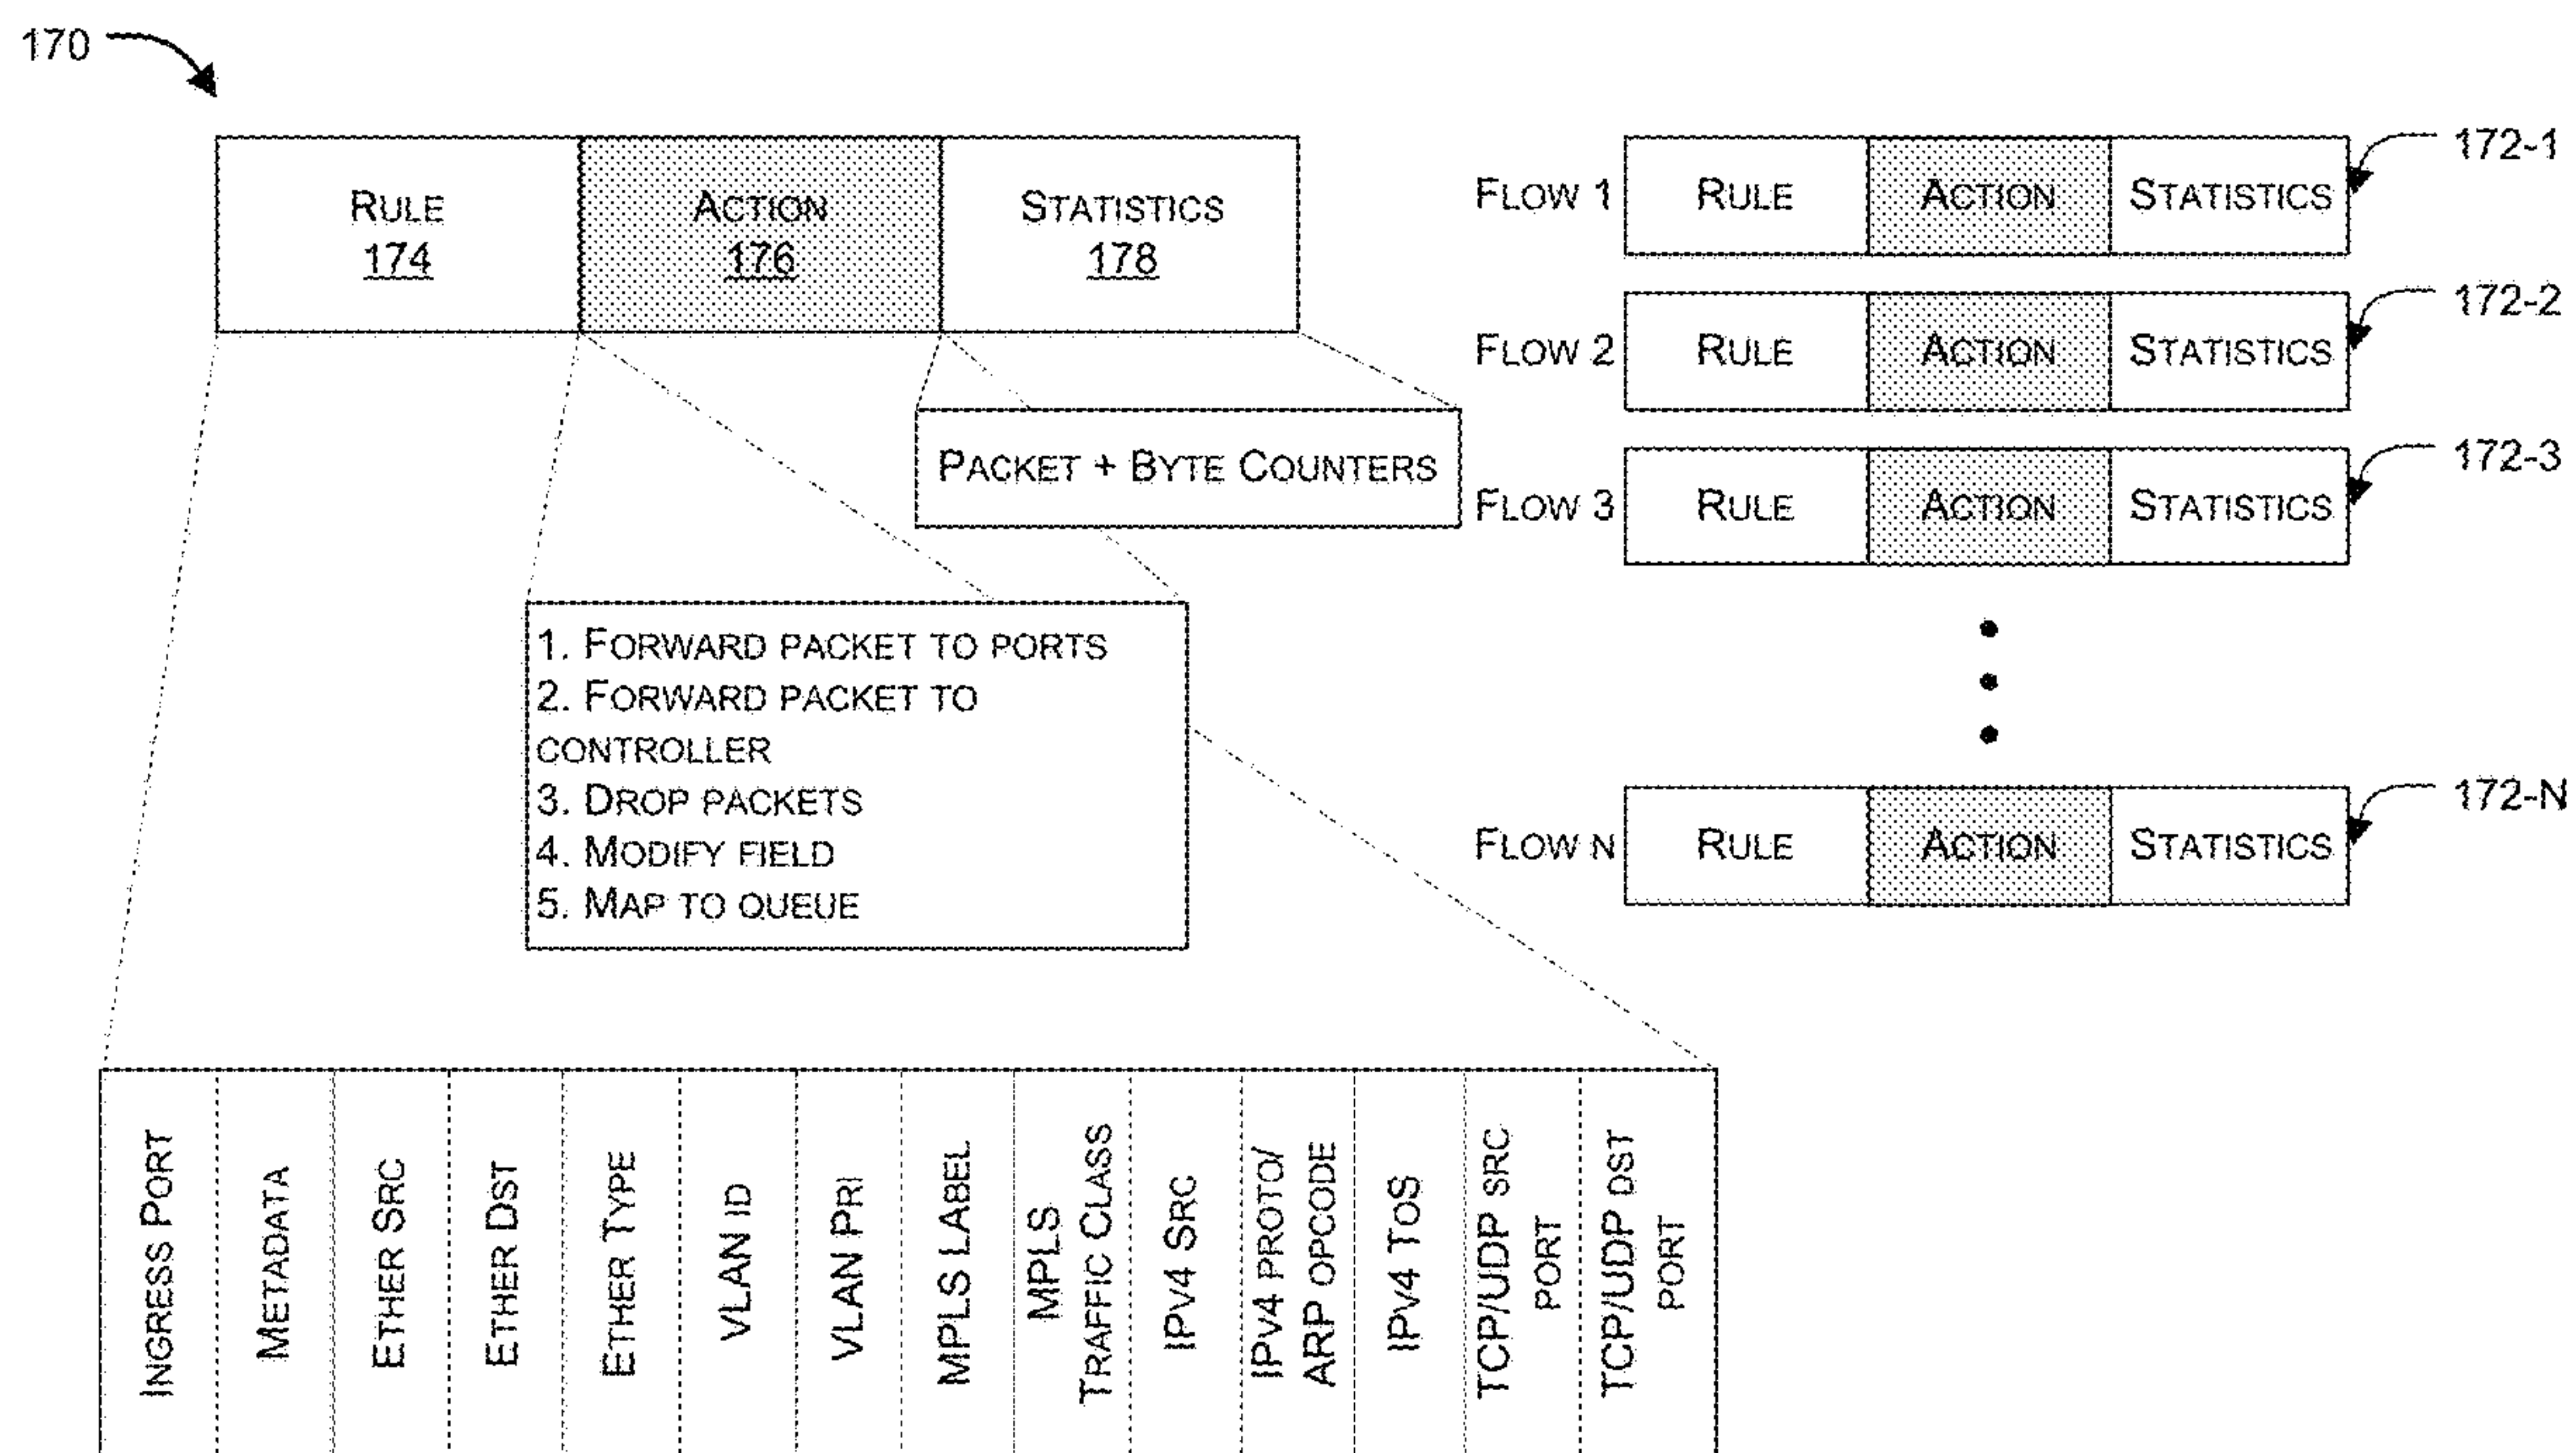 170
RULE
174
ACTION
176
STATISTICS
178
PACKET + BYTE COUNTERS
1. FORWARD PACKET TO PORTS
2. FORWARD PACKET TO
CONTROLLER
3. DROP PACKETS
4. MODIFY FIELD
5. MAP TO QUEUE
FLOW 1 RULE ACTION STATISTICS 172-1
FLOW 2 RULE ACTION STATISTICS 172-2
FLOW 3 RULE ACTION STATISTICS 172-3
FLOW N RULE ACTION STATISTICS 172-N
INGRESS PORT
METADATA
ETHER SRC
ETHER DST
ETHER TYPE
VLAN ID
VLAN PRI
MPLS LABEL
MPLS
TRAFFIC CLASS
IPV4 SRC
IPV4 PROTO/
ARP OPCODE
IPV4 TOS
TCP/UDP SRC
PORT
TCP/UDP DST
PORT